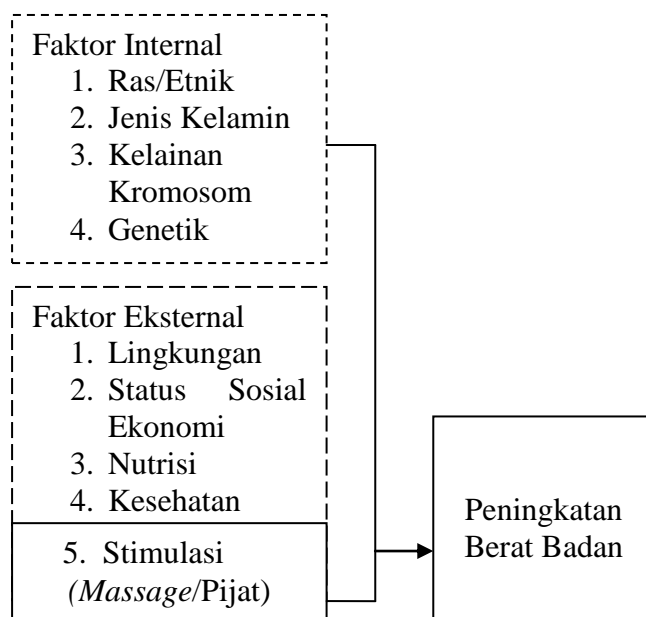 Faktor Internal
1. Ras/Etnik
2. Jenis Kelamin
3. Kelainan
Kromosom
4. Genetik
Faktor Eksternal
1. Lingkungan
2. Status Sosial
Ekonomi
3. Nutrisi
4. Kesehatan
5. Stimulasi
(Massage/Pijat)
Peningkatan
Berat Badan